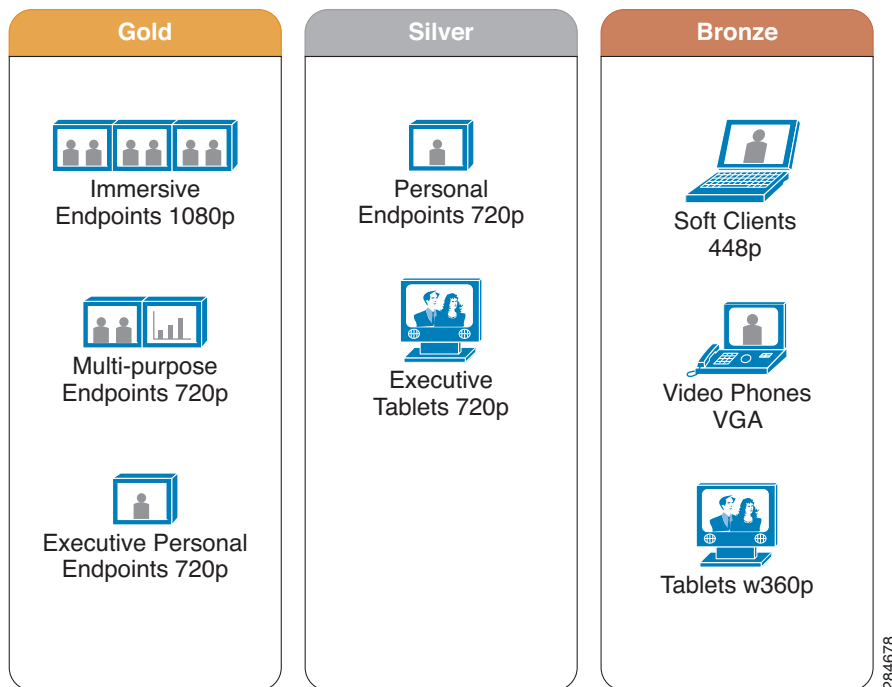 Gold
Immersive
Endpoints 1080p
Multi-purpose
Endpoints 720p
Executive Personal
Endpoints 720p
Silver
Personal
Endpoints 720p
Executive
Tablets 720p
Bronze
Soft Clients
448p
Video Phones
VGA
Tablets w360p
284678